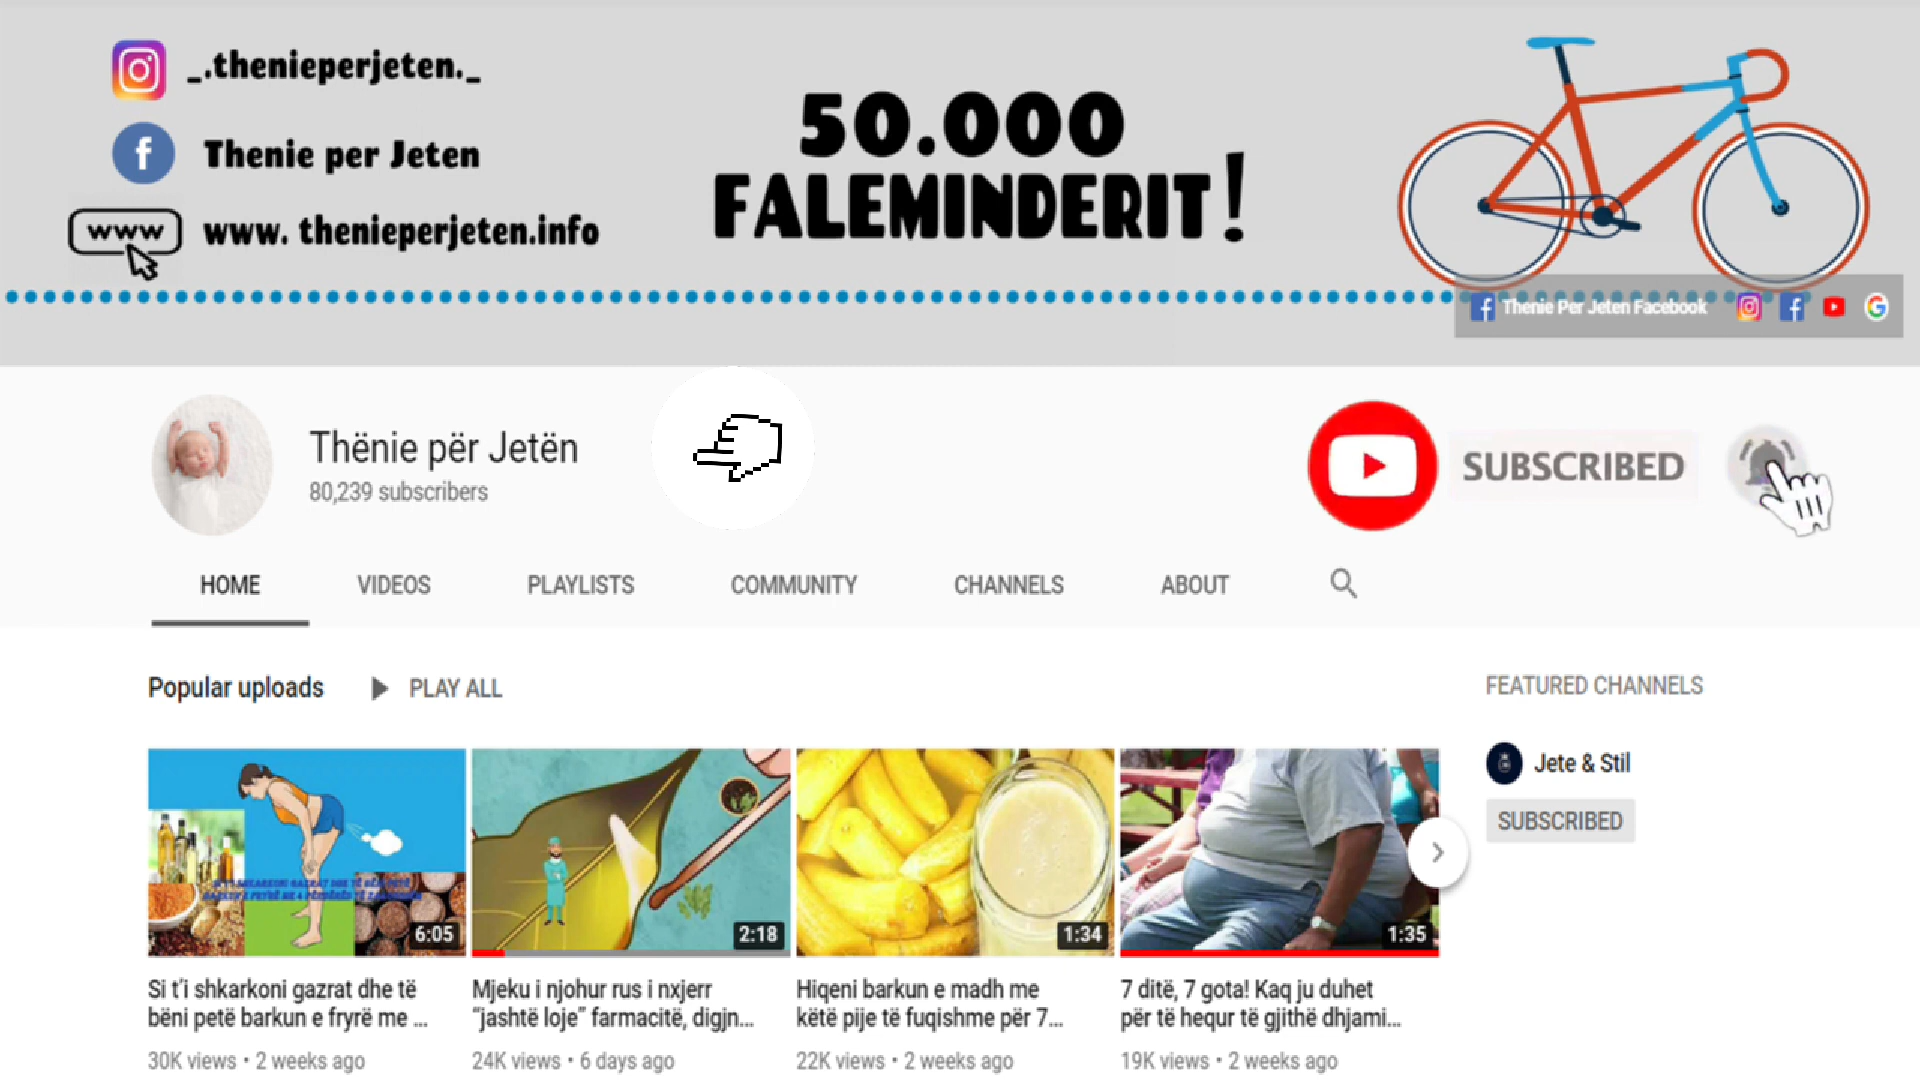 _.thenieperjeten._
50.000
f Thenie per Jeten
FALEMINDERIT!
www www. thenieperjeten.info
Thenie Per Jeten Facebook
Thënie për Jetën
80,239 subscribers
SUBSCRIBED
HOME VIDEOS PLAYLISTS COMMUNITY CHANNELS ABOUT
Popular uploads PLAY ALL
FEATURED CHANNELS
Jete & Stil
SUBSCRIBED
6:05
2:18
1:34
1:35
Si t'i shkarkoni gazrat dhe të
bëni petë barkun e fryrë me ...
30K views • 2 weeks ago
Mjeku i njohur rus i nxjerr
“jashtë loje” farmacitë, digjn...
24K views • 6 days ago
Hiqeni barkun e madh me
këtë pije të fuqishme për 7...
22K views • 2 weeks ago
7 ditë, 7 gota! Kaq ju duhet
për të hequr të gjithë dhjami...
19K views • 2 weeks ago